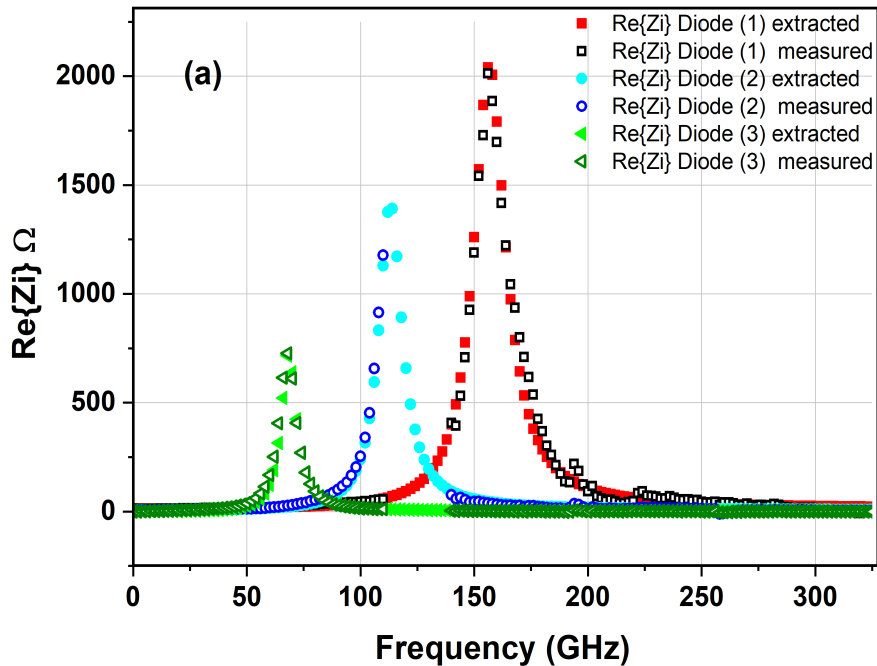 (a)
Re{Zi} Diode (1) extracted
Re{Zi} Diode (1) measured
Re{Zi} Diode (2) extracted
Re{Zi} Diode (2) measured
Re{Zi} Diode (3) extracted
Re{Zi} Diode (3) measured
2000
1500
1000
500
0
Re{Zi} Ω
0 50 100 150 200 250 300
Frequency (GHz)